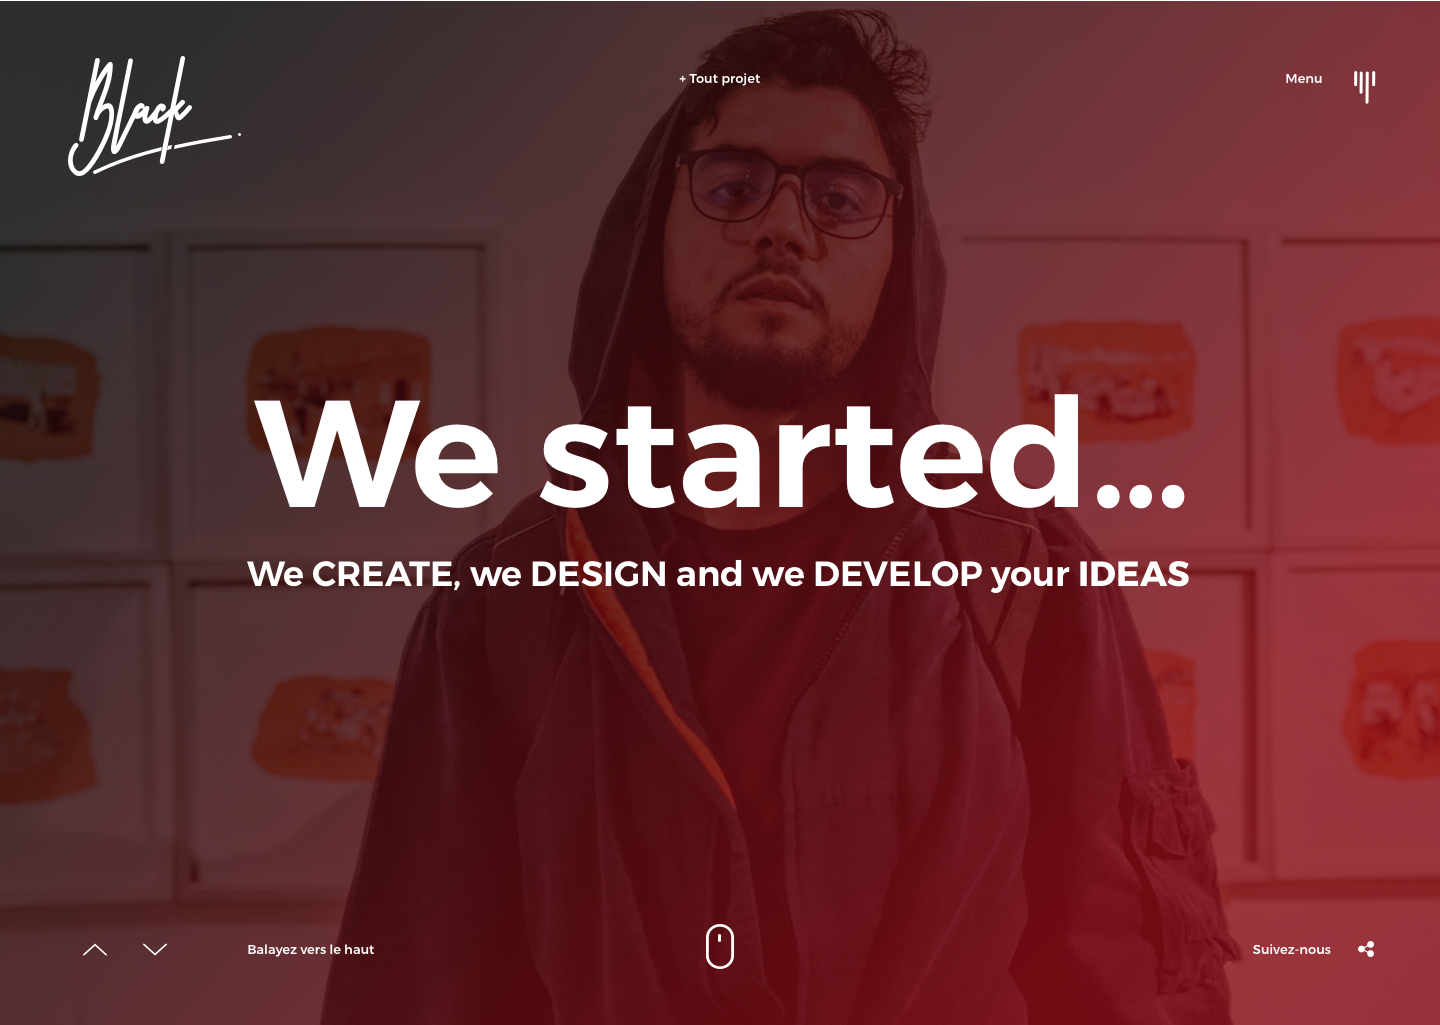 Black
+ Tout projet
Menu
We started...
We CREATE, we DESIGN and we DEVELOP your IDEAS
Balayez vers le haut
Suivez-nous